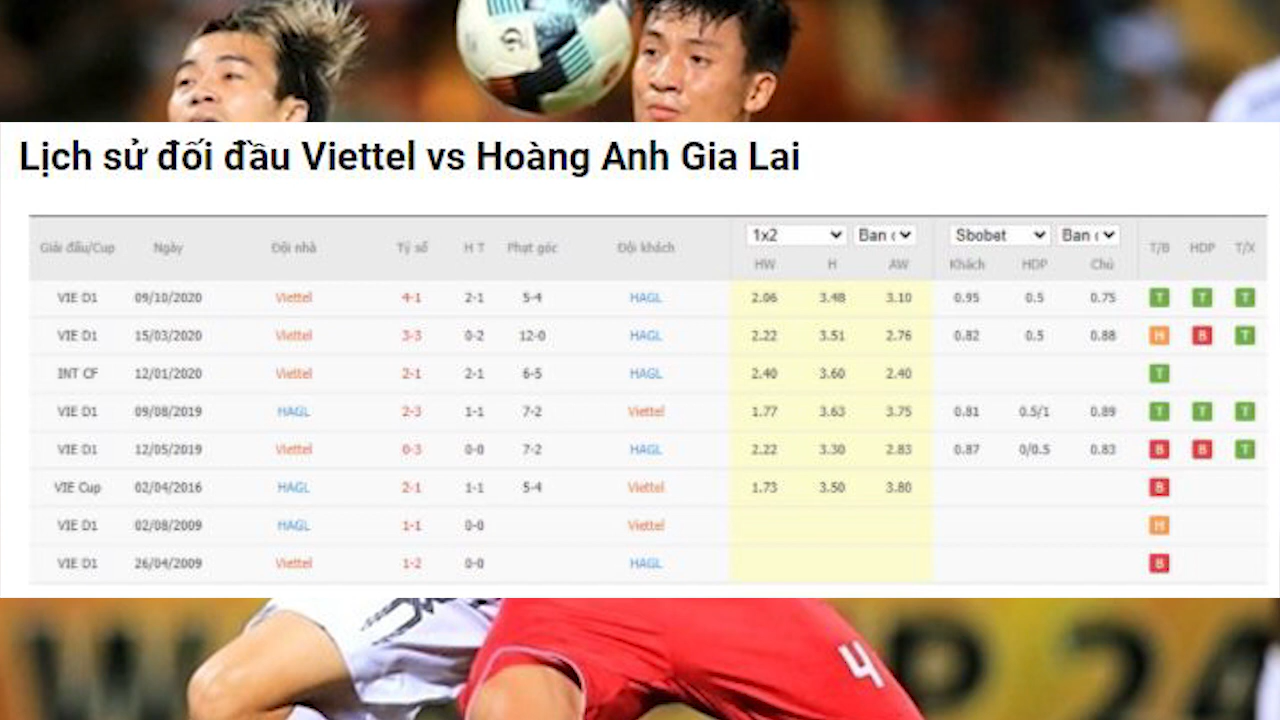 Lịch sử đối đầu Viettel vs Hoàng Anh Gia Lai
Giải đấu/Cup Ngày Đội nhà Tỷ số H T Phạt góc Đội khách 1x2 Ban Sbobet Ban T/B HDP T/X
HW H AW Khách HDP Chủ
VIE D1 09/10/2020 Viettel 4-1 2-1 5-4 HAGL 2.06 3.48 3.10 0.95 0.5 0.75 T T T
VIE D1 15/03/2020 Viettel 3-3 0-2 12-0 HAGL 2.22 3.51 2.76 0.82 0.5 0.88 H B T
INT CF 12/01/2020 Viettel 2-1 2-1 6-5 HAGL 2.40 3.60 2.40 T
VIE D1 09/08/2019 HAGL 2-3 1-1 7-2 Viettel 1.77 3.63 3.75 0.81 0.5/1 0.89 T T T
VIE D1 12/05/2019 Viettel 0-3 0-0 7-2 HAGL 2.22 3.30 2.83 0.87 0/0.5 0.83 B B T
VIE Cup 02/04/2016 HAGL 2-1 1-1 5-4 Viettel 1.73 3.50 3.80 B
VIE D1 02/08/2009 HAGL 1-1 0-0 Viettel H
VIE D1 26/04/2009 Viettel 1-2 0-0 HAGL B
4